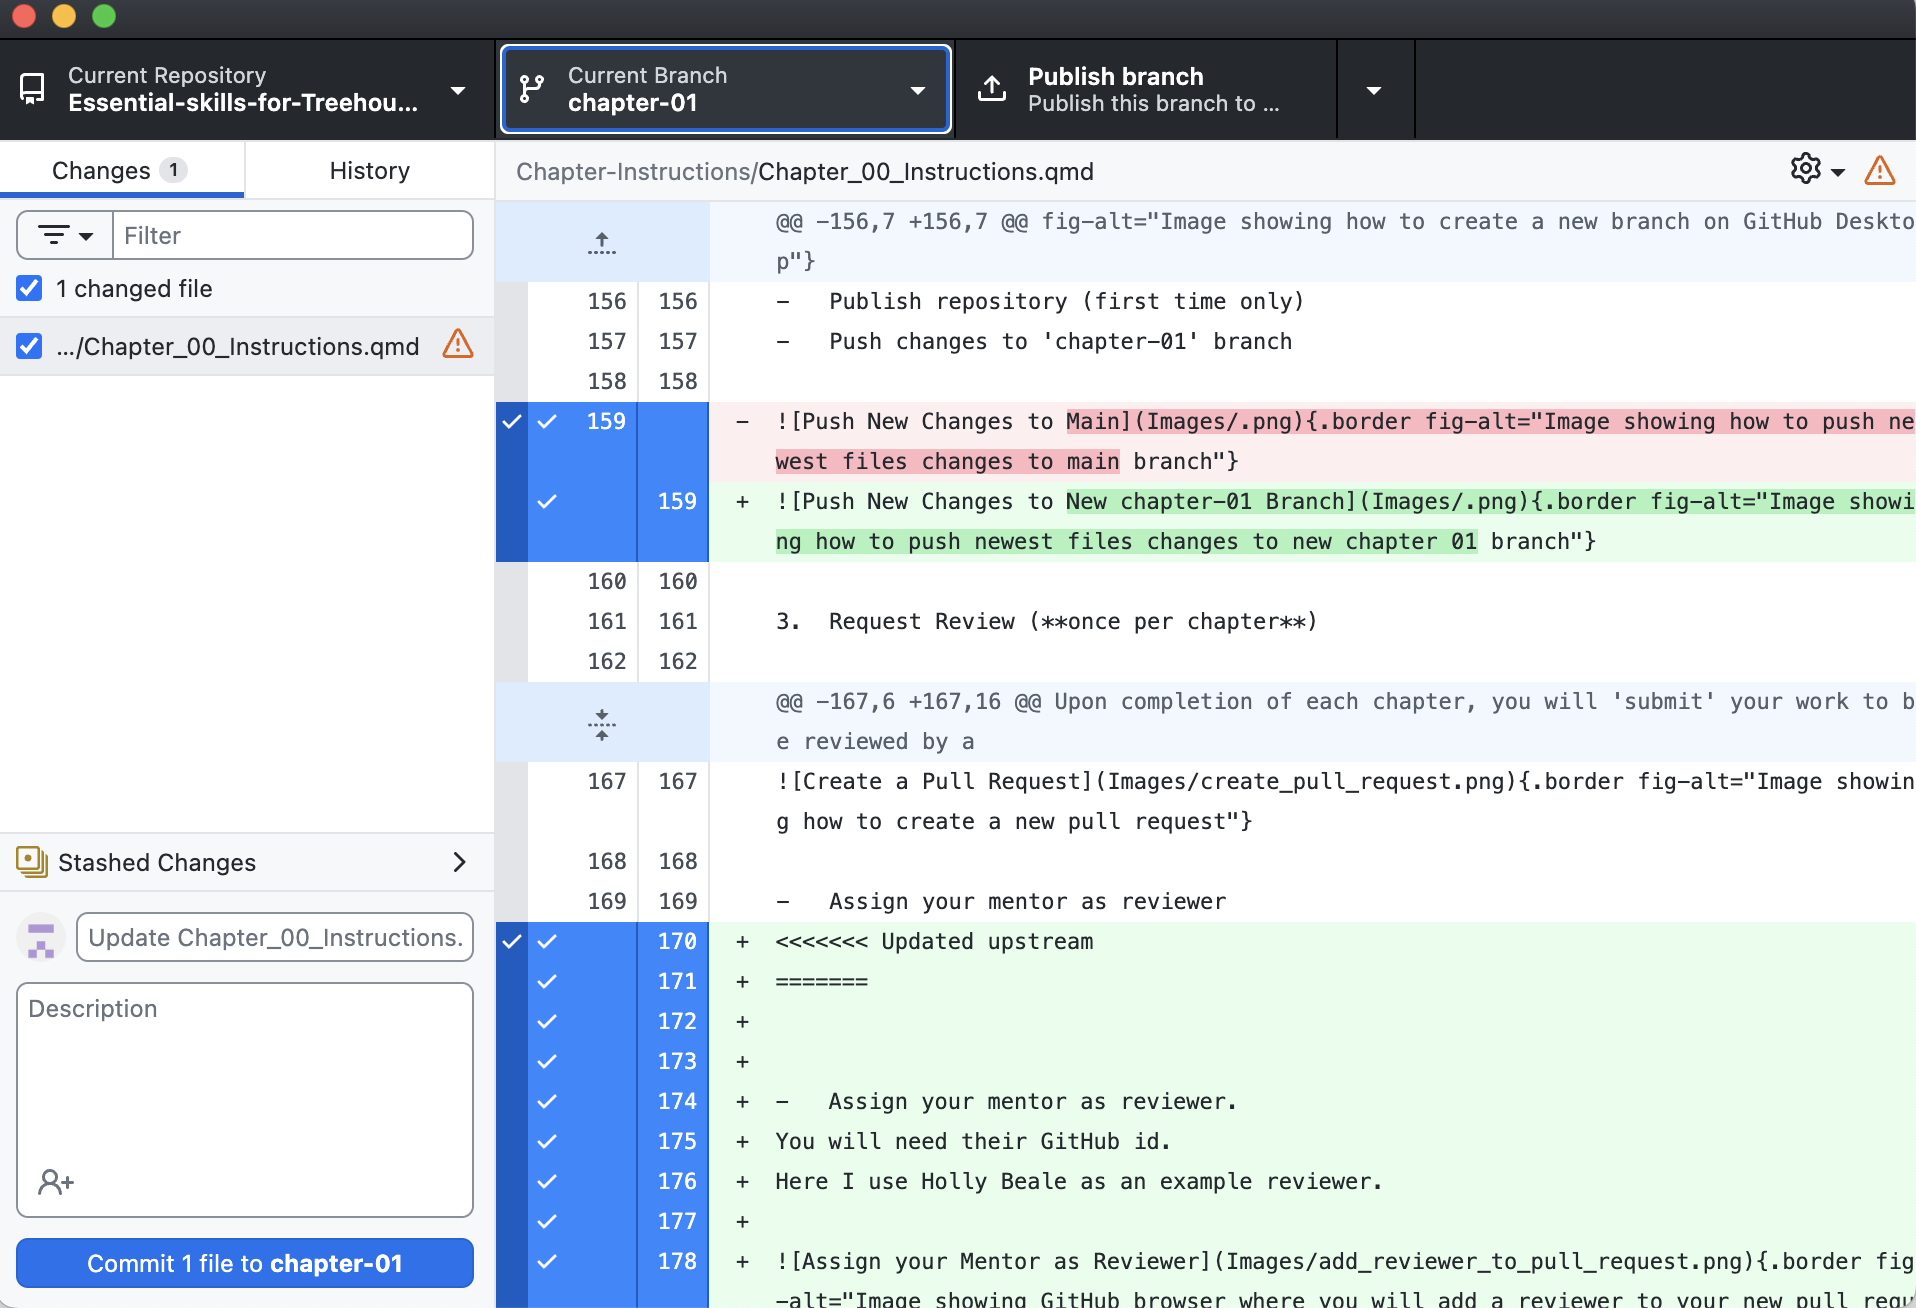 Current Repository
Essential-skills-for-Treehou...
Current Branch
chapter-01
Publish branch
Publish this branch to ...
Changes 1
History
Chapter-Instructions/Chapter_00_Instructions.qmd
Filter
1 changed file
.../Chapter_00_Instructions.qmd
Stashed Changes
Update Chapter_00_Instructions.
Description
Commit 1 file to chapter-01
@@ -156,7 +156,7 @@ fig-alt="Image showing how to create a new branch on GitHub Deskto
p"}
156 156 -   Publish repository (first time only)
157 157 -   Push changes to 'chapter-01' branch
158 158
159 - ![Push New Changes to Main](Images/.png){.border fig-alt="Image showing how to push ne
west files changes to main branch"}
159 + ![Push New Changes to New chapter-01 Branch](Images/.png){.border fig-alt="Image showi
ng how to push newest files changes to new chapter 01 branch"}
160 160
161 161 3.  Request Review (**once per chapter**)
162 162
@@ -167,6 +167,16 @@ Upon completion of each chapter, you will 'submit' your work to b
e reviewed by a
167 167 ![Create a Pull Request](Images/create_pull_request.png){.border fig-alt="Image showin
g how to create a new pull request"}
168 168
169 169 -   Assign your mentor as reviewer
170 + <<<<<<< Updated upstream
171 + =======
172 +
173 +
174 + -   Assign your mentor as reviewer.
175 + You will need their GitHub id.
176 + Here I use Holly Beale as an example reviewer.
177 +
178 + ![Assign your Mentor as Reviewer](Images/add_reviewer_to_pull_request.png){.border fig
-alt="Image showing GitHub browser where you will add a reviewer to your new pull requ